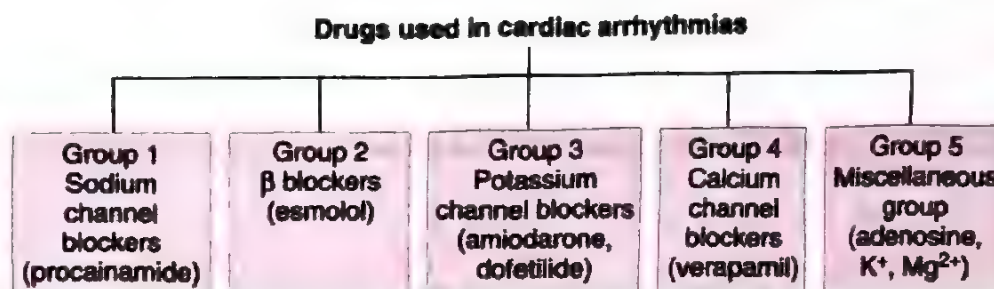 Drugs used in cardiac arrhythmias
Group 1
Sodium
channel
blockers
(procainamide)
Group 2
β blockers
(esmolol)
Group 3
Potassium
channel blockers
(amiodarone,
dofetilide)
Group 4
Calcium
channel
blockers
(verapamil)
Group 5
Miscellaneous
group
(adenosine,
K⁺, Mg²⁺)